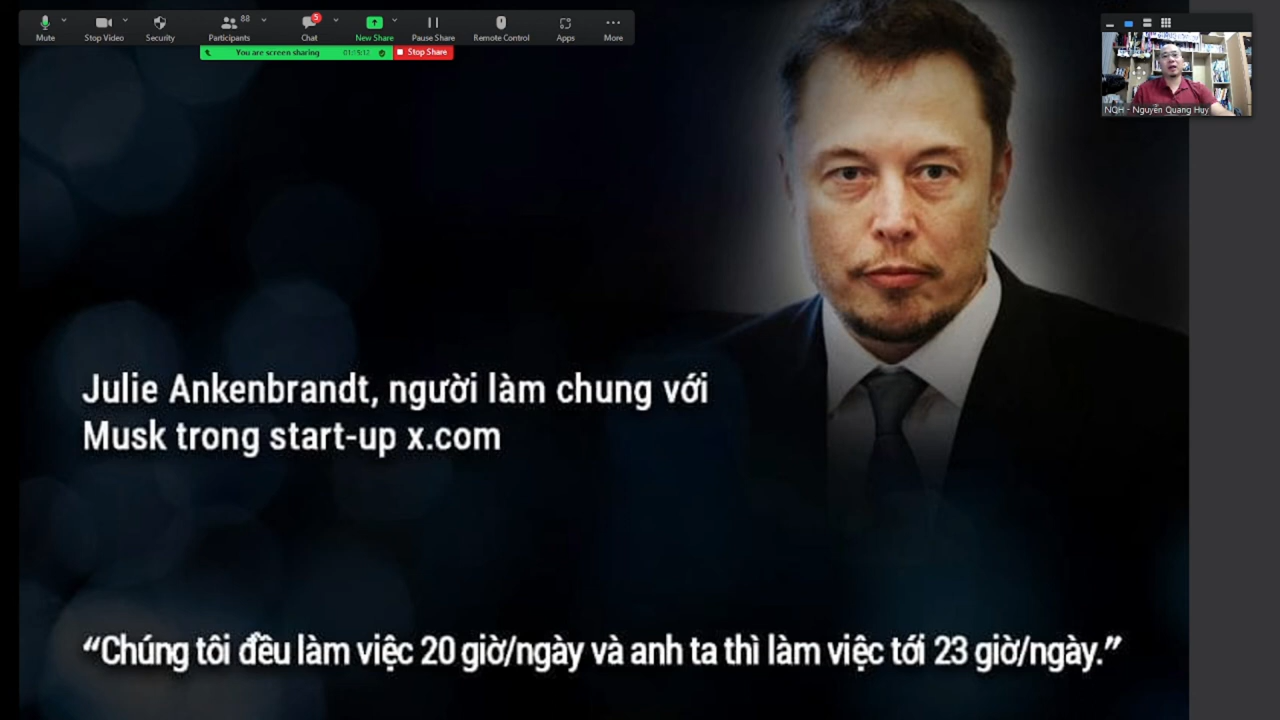 Mute
Stop Video
Security
Participants
88
Chat
5
New Share
Pause Share
Remote Control
Apps
More
You are screen sharing
Stop Share
NQH - Nguyễn Quang Huy
Julie Ankenbrandt, người làm chung với
Musk trong start-up x.com
“Chúng tôi đều làm việc 20 giờ/ngày và anh ta thì làm việc tới 23 giờ/ngày.”